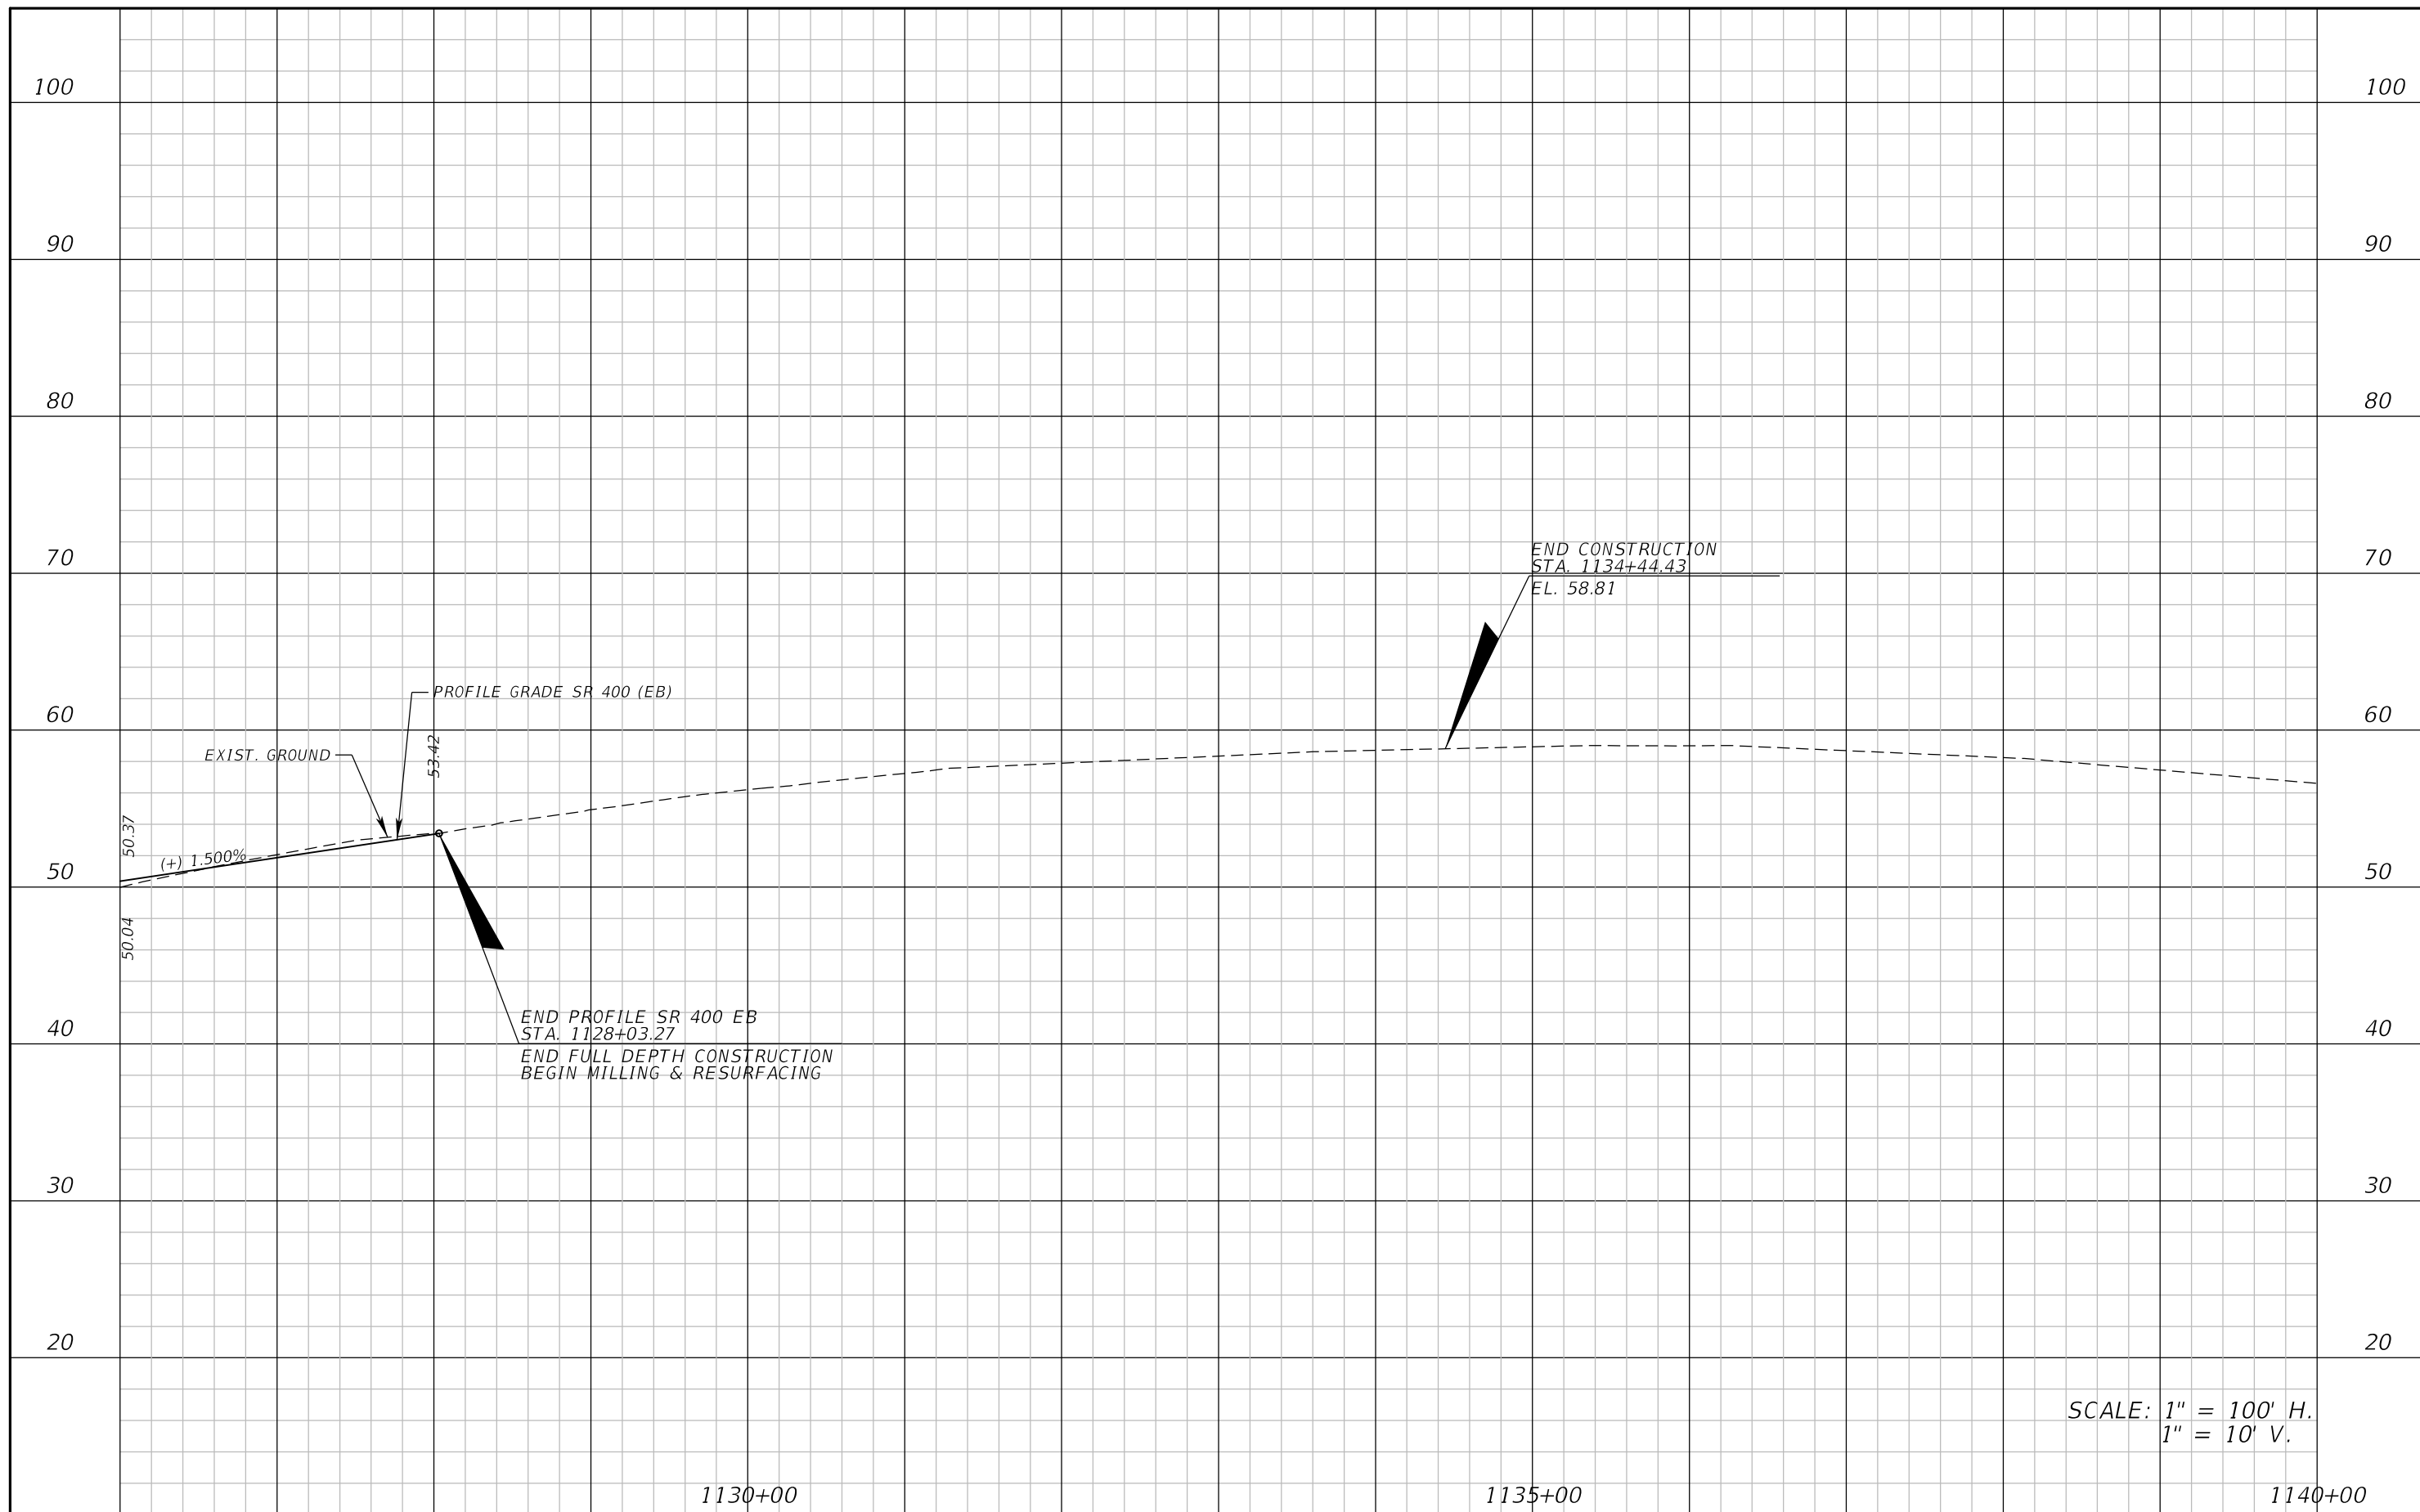 100 100
90 90
80 80
70 70
END CONSTRUCTION
STA. 1134+44.43
EL. 58.81
PROFILE GRADE SR 400 (EB)
60 60
EXIST. GROUND
53.42
50.37
(+) 1.500%
50 50
50.04
END PROFILE SR 400 EB
STA. 1128+03.27
40 40
END FULL DEPTH CONSTRUCTION
BEGIN MILLING & RESURFACING
30 30
20 20
SCALE: 1" = 100' H.
1" = 10' V.
1130+00 1135+00 1140+00